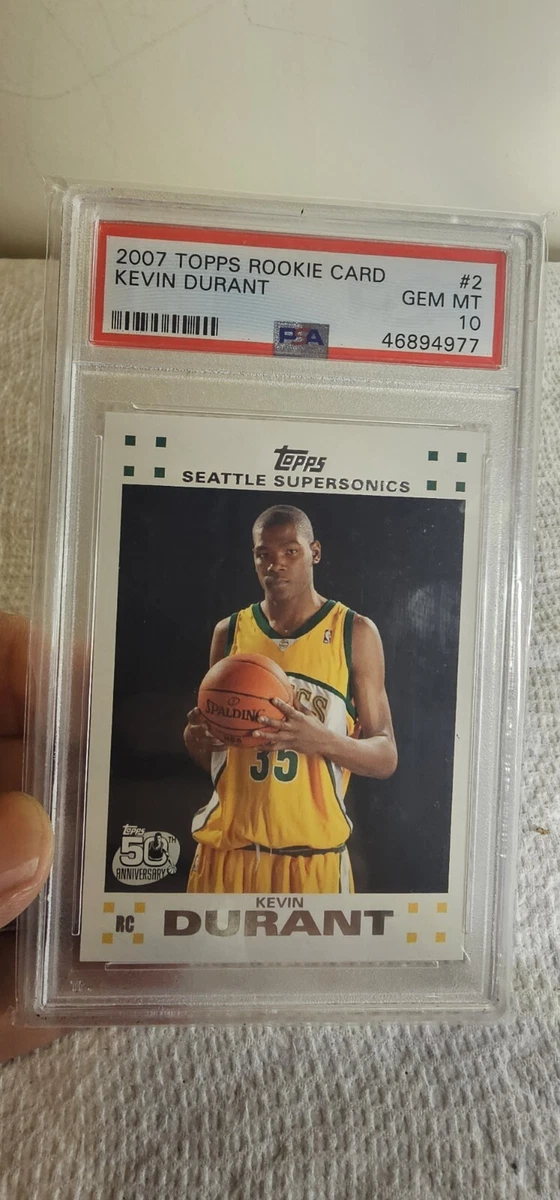 2007 TOPPS ROOKIE CARD #2
KEVIN DURANT GEM MT
10
PSA 46894977
Topps
SEATTLE SUPERSONICS
SPALDING
35
Topps
50TH
ANNIVERSARY
RC
KEVIN
DURANT